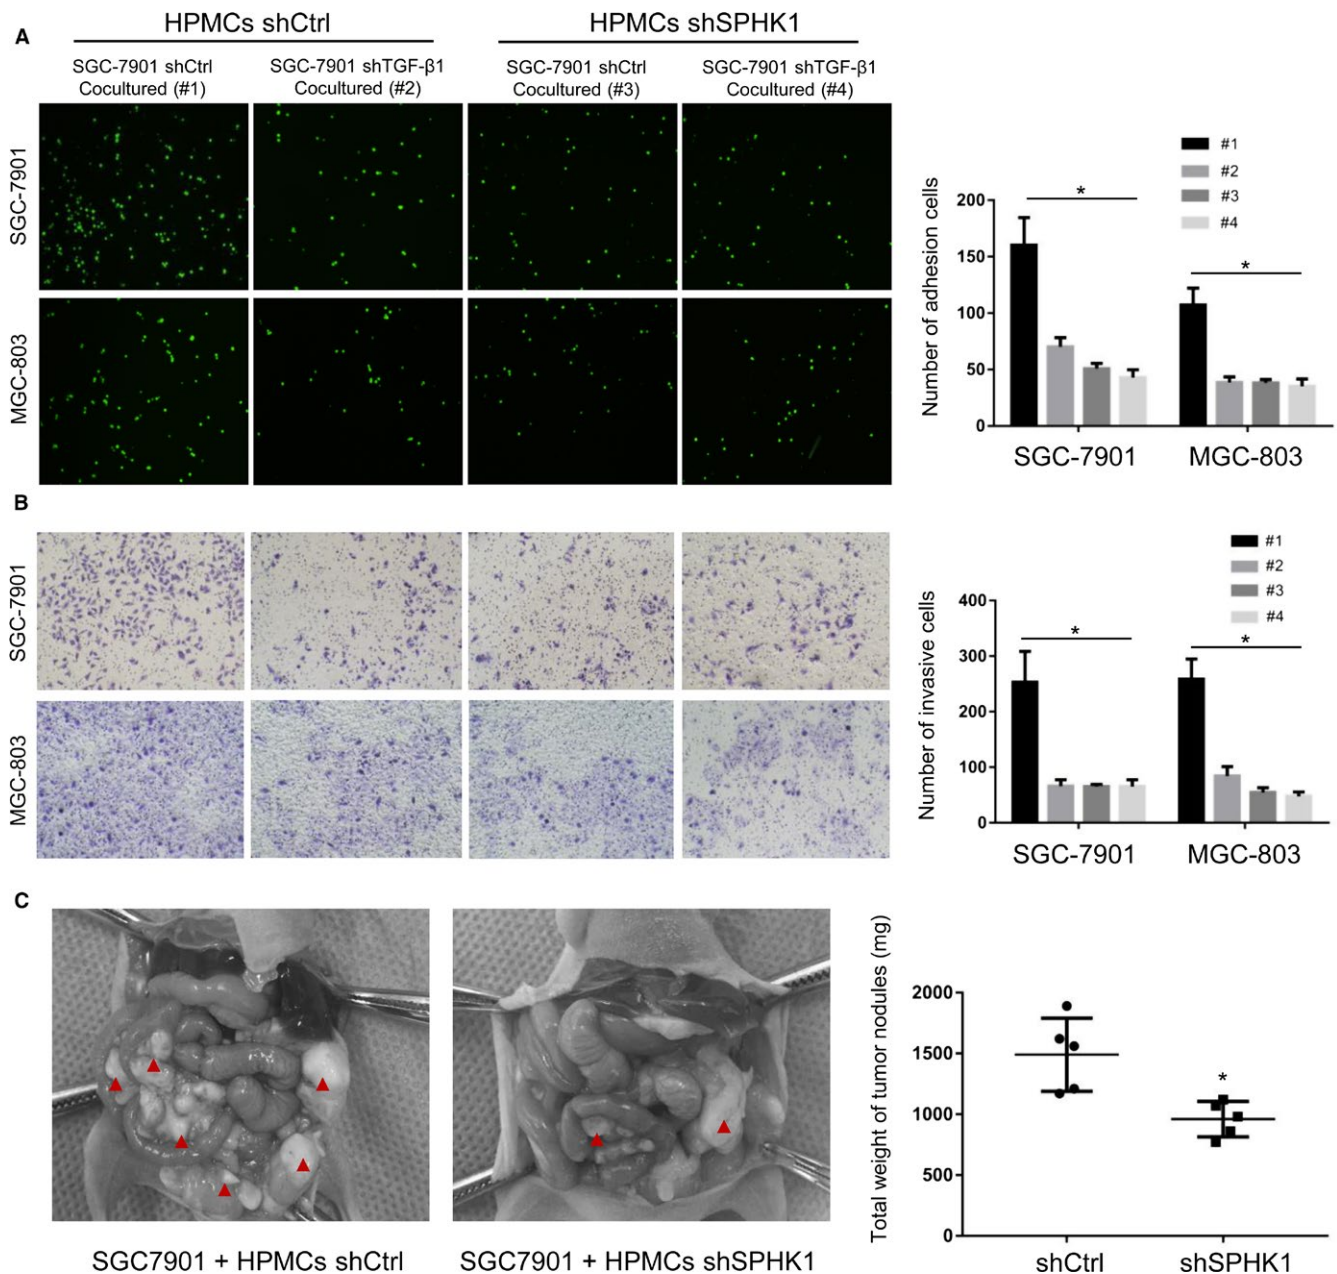 A
HPMCs shCtrl
HPMCs shSPHK1
SGC-7901 shCtrl
Cocultured (#1)
SGC-7901 shTGF-β1
Cocultured (#2)
SGC-7901 shCtrl
Cocultured (#3)
SGC-7901 shTGF-β1
Cocultured (#4)
SGC-7901
MGC-803
Number of adhesion cells
200
150
100
50
0
*
*
#1
#2
#3
#4
SGC-7901
MGC-803
B
SGC-7901
MGC-803
Number of invasive cells
400
300
200
100
0
*
*
#1
#2
#3
#4
SGC-7901
MGC-803
C
SGC7901 + HPMCs shCtrl
SGC7901 + HPMCs shSPHK1
Total weight of tumor nodules (mg)
2000
1500
1000
500
0
*
shCtrl
shSPHK1